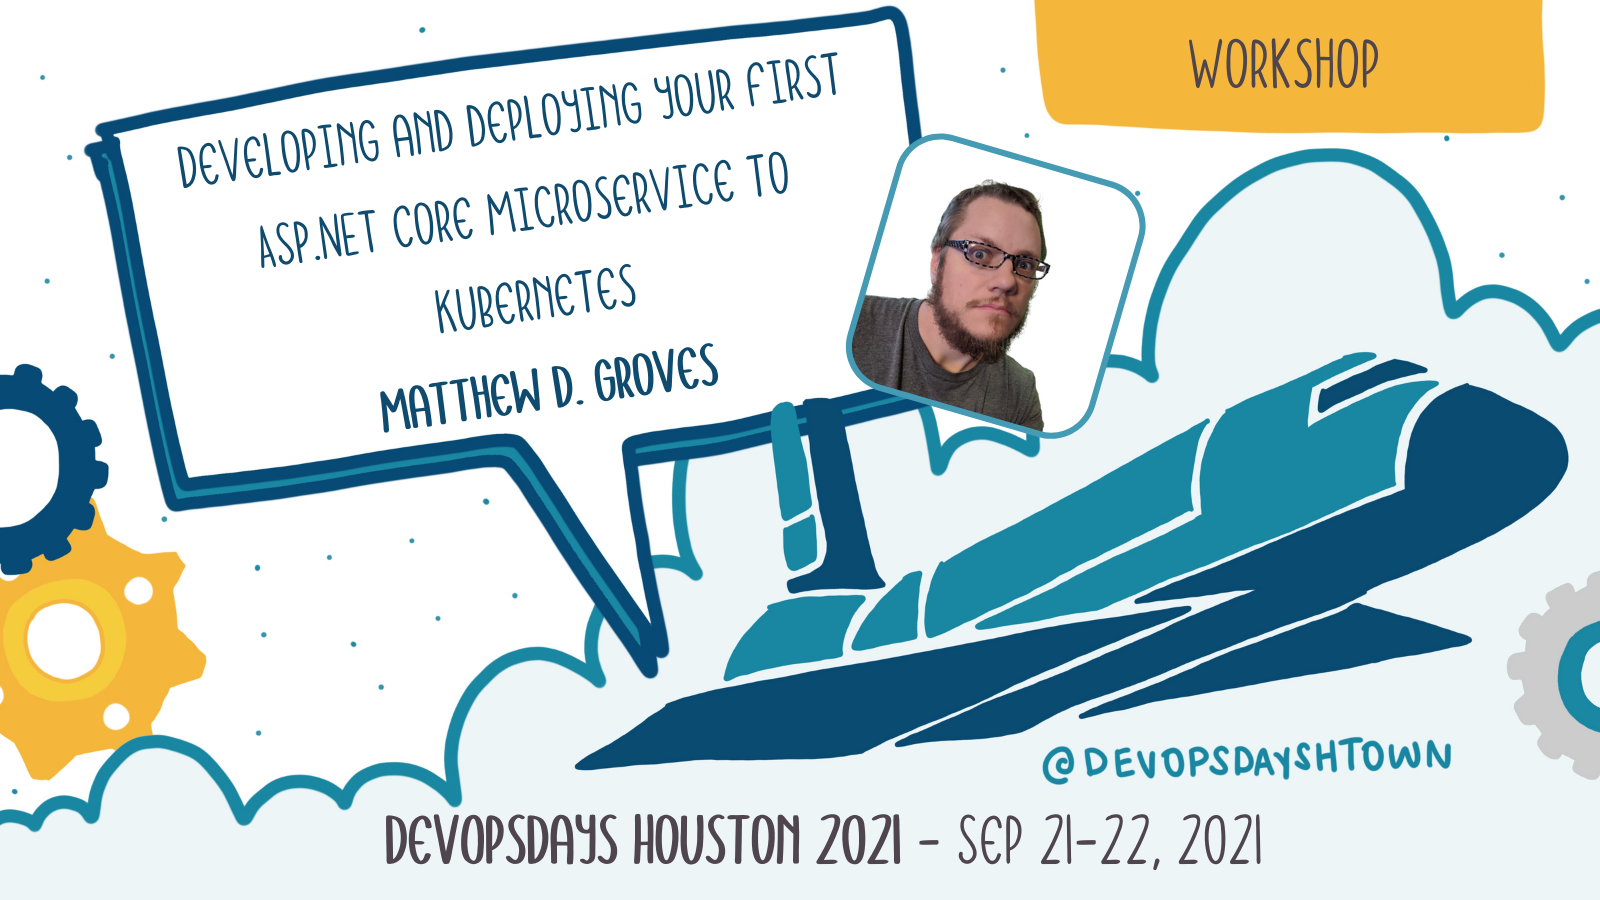 WORKSHOP
DEVELOPING AND DEPLOYING YOUR FIRST
ASP.NET CORE MICROSERVICE TO
KUBERNETES
MATTHEW D. GROVES
@DEVOPSDAYSHTOWN
DEVOPSDAYS HOUSTON 2021 - SEP 21-22, 2021